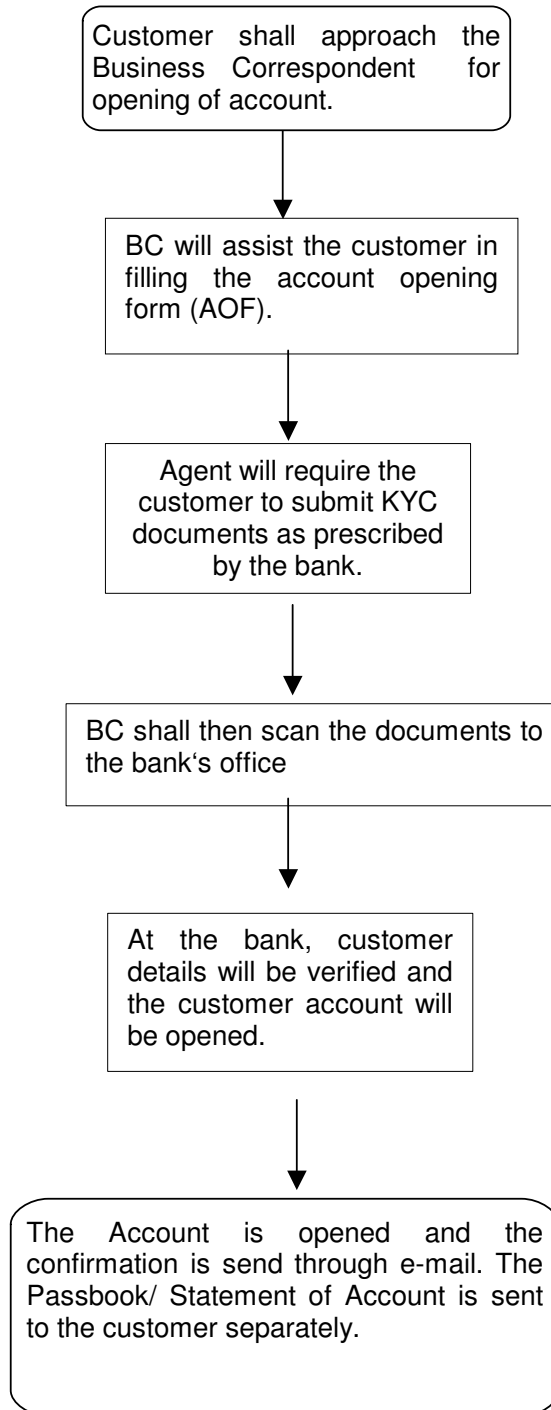 Customer shall approach the
Business Correspondent for
opening of account.
BC will assist the customer in
filling the account opening
form (AOF).
Agent will require the
customer to submit KYC
documents as prescribed
by the bank.
BC shall then scan the documents to
the bank‘s office
At the bank, customer
details will be verified and
the customer account will
be opened.
The Account is opened and the
confirmation is send through e-mail. The
Passbook/ Statement of Account is sent
to the customer separately.